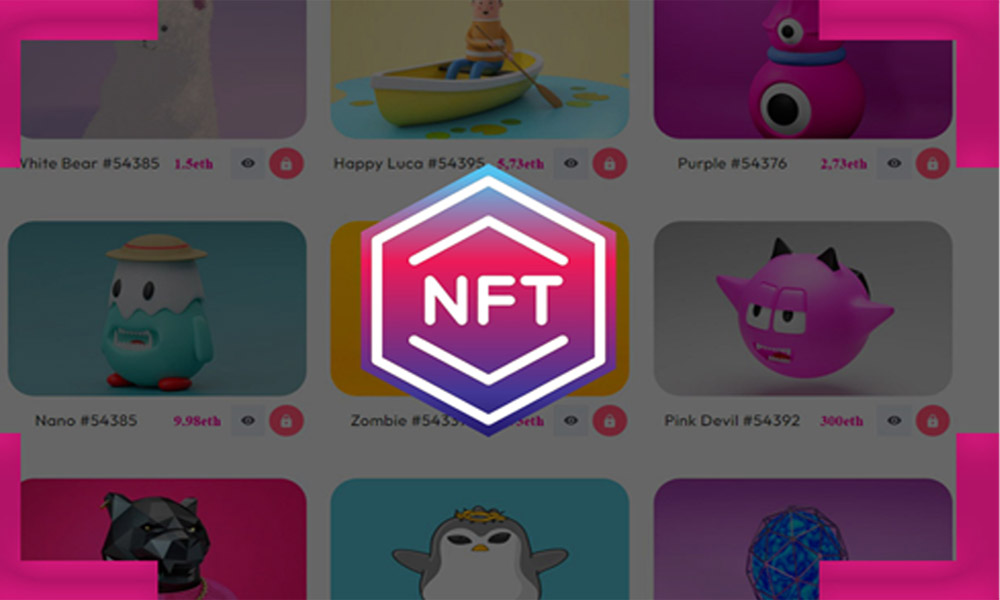 White Bear #54385 1.5eth
Happy Luca #54395 5,73eth
Purple #54376 2,73eth
NFT
Nano #54385 9.98eth
Zombie
Pink Devil #54392 300eth